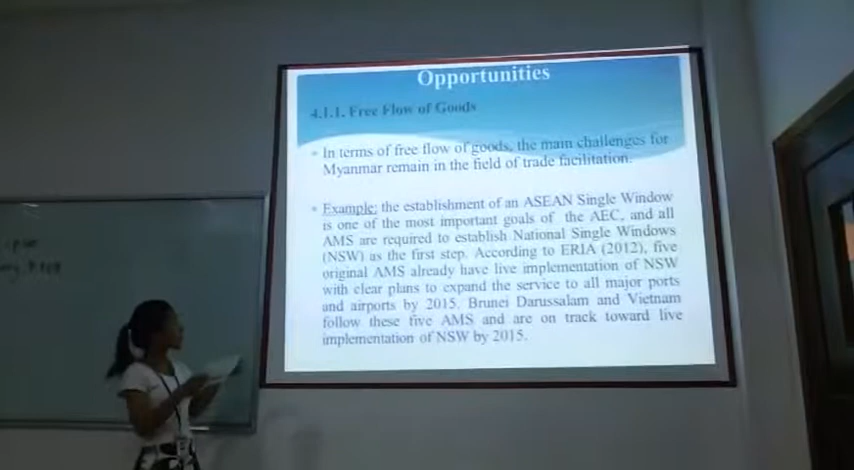 Opportunities
4.1.1. Free Flow of Goods
In terms of free flow of goods, the main challenges for
Myanmar remain in the field of trade facilitation.
Example: the establishment of an ASEAN Single Window
is one of the most important goals of the AEC, and all
AMS are required to establish National Single Windows
(NSW) as the first step. According to ERIA (2012), five
original AMS already have live implementation of NSW
with clear plans to expand the service to all major ports
and airports by 2015. Brunei Darussalam and Vietnam
follow these five AMS and are on track toward live
implementation of NSW by 2015.